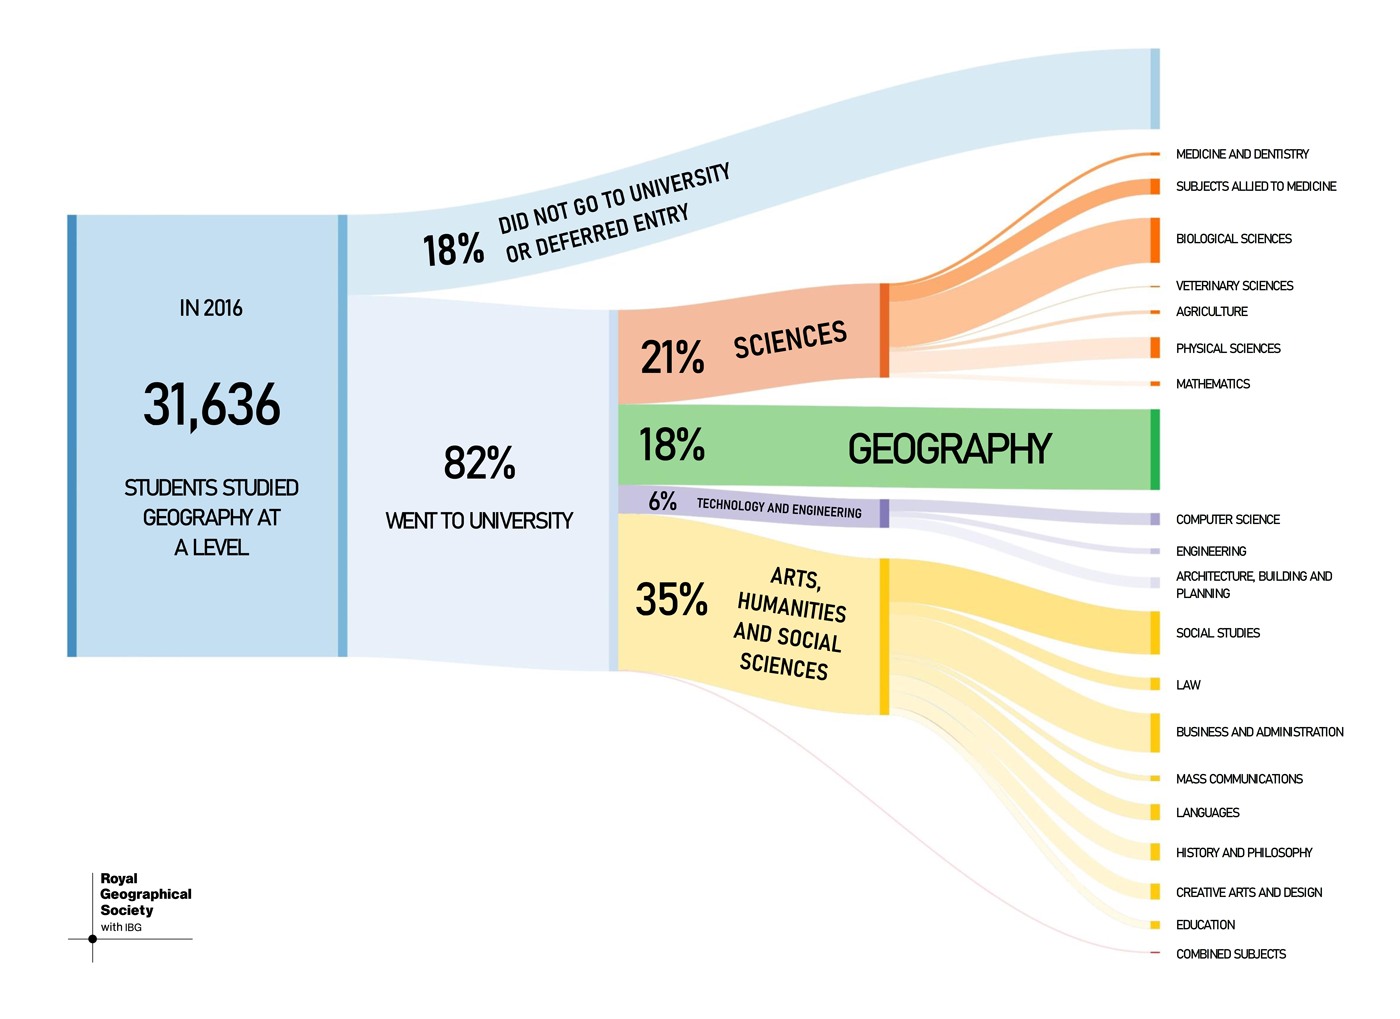 IN 2016
31,636
STUDENTS STUDIED
GEOGRAPHY AT
A LEVEL
18%
DID NOT GO TO UNIVERSITY
OR DEFERRED ENTRY
82%
WENT TO UNIVERSITY
21%
SCIENCES
18%
GEOGRAPHY
6%
TECHNOLOGY AND ENGINEERING
35%
ARTS,
HUMANITIES
AND SOCIAL
SCIENCES
MEDICINE AND DENTISTRY
SUBJECTS ALLIED TO MEDICINE
BIOLOGICAL SCIENCES
VETERINARY SCIENCES
AGRICULTURE
PHYSICAL SCIENCES
MATHEMATICS
COMPUTER SCIENCE
ENGINEERING
ARCHITECTURE, BUILDING AND
PLANNING
SOCIAL STUDIES
LAW
BUSINESS AND ADMINISTRATION
MASS COMMUNICATIONS
LANGUAGES
HISTORY AND PHILOSOPHY
CREATIVE ARTS AND DESIGN
EDUCATION
COMBINED SUBJECTS
Royal
Geographical
Society
with IBG